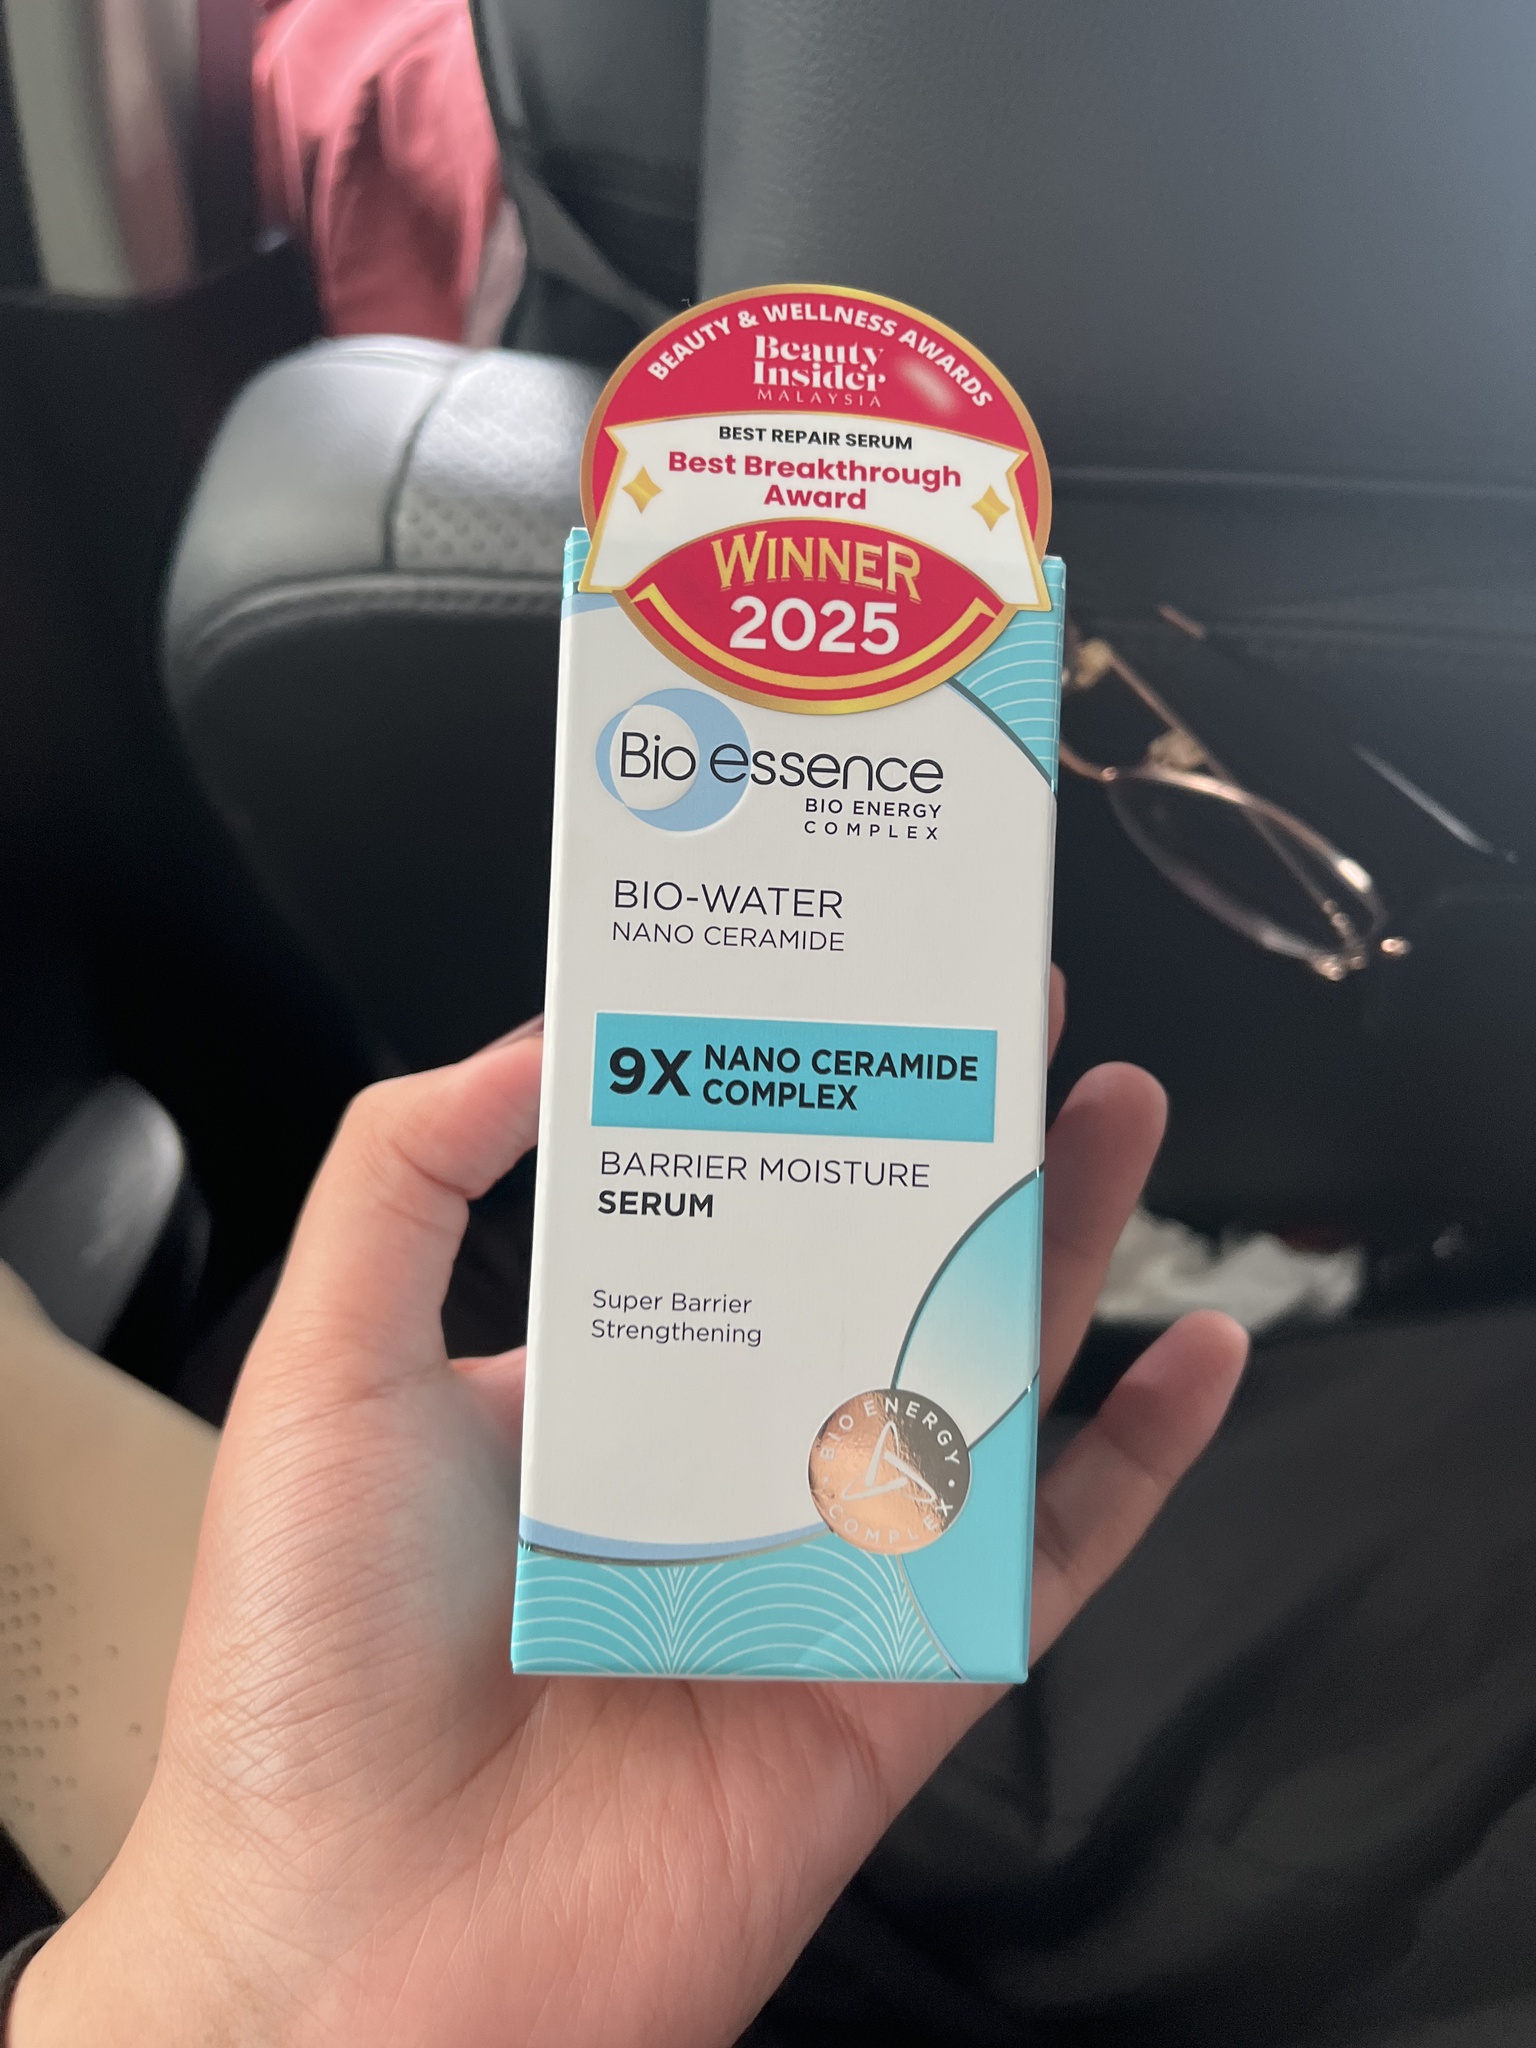 BEAUTY & WELLNESS AWARDS
Beauty
Insider
MALAYSIA
BEST REPAIR SERUM
Best Breakthrough
Award
WINNER
2025
Bio essence
BIO ENERGY
COMPLEX
BIO-WATER
NANO CERAMIDE
9X NANO CERAMIDE
COMPLEX
BARRIER MOISTURE
SERUM
Super Barrier
Strengthening
BIO ENERGY
COMPLEX